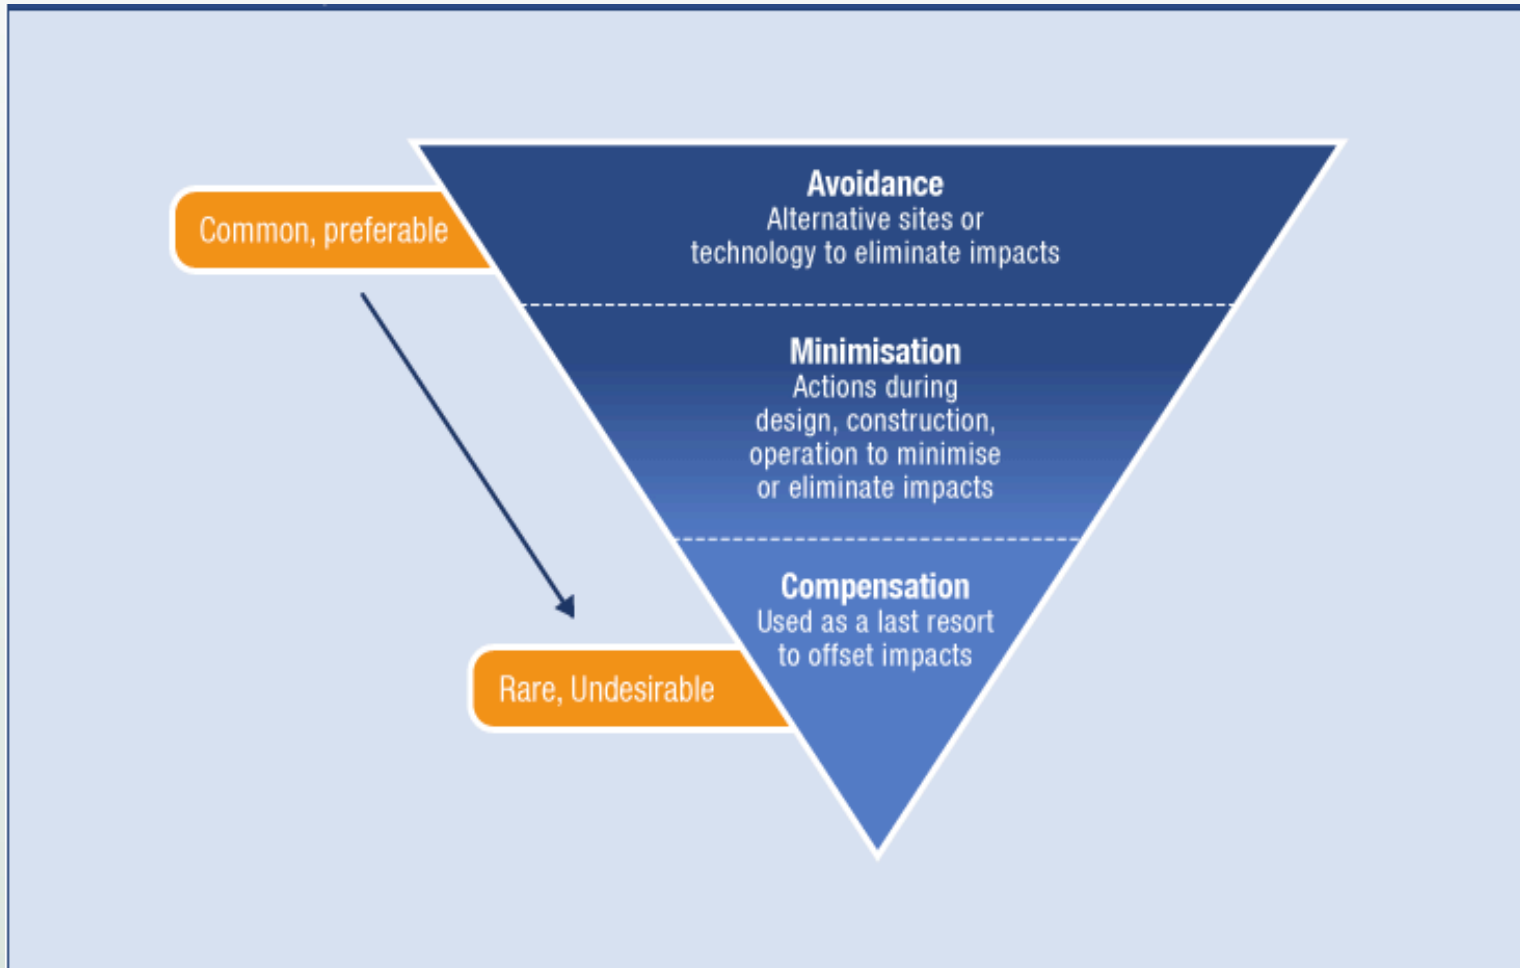 Common, preferable
Avoidance
Alternative sites or
technology to eliminate impacts
Minimisation
Actions during
design, construction,
operation to minimise
or eliminate impacts
Compensation
Used as a last resort
to offset impacts
Rare, Undesirable